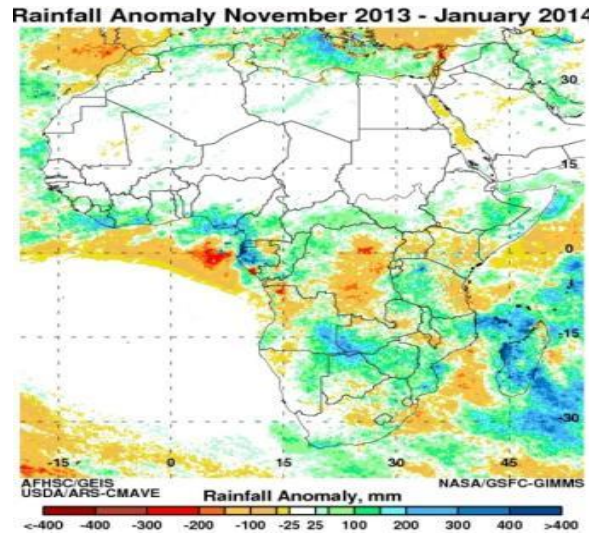 Rainfall Anomaly November 2013 - January 2014
30
15
0
-15
-30
-15 0 15 30 45
AFHSC/GEIS NASA/GSFC-GIMMS
USDA/ARS-CMAVE
Rainfall Anomaly, mm
<-400 -400 -300 -200 -100 -25 25 100 200 300 400 >400